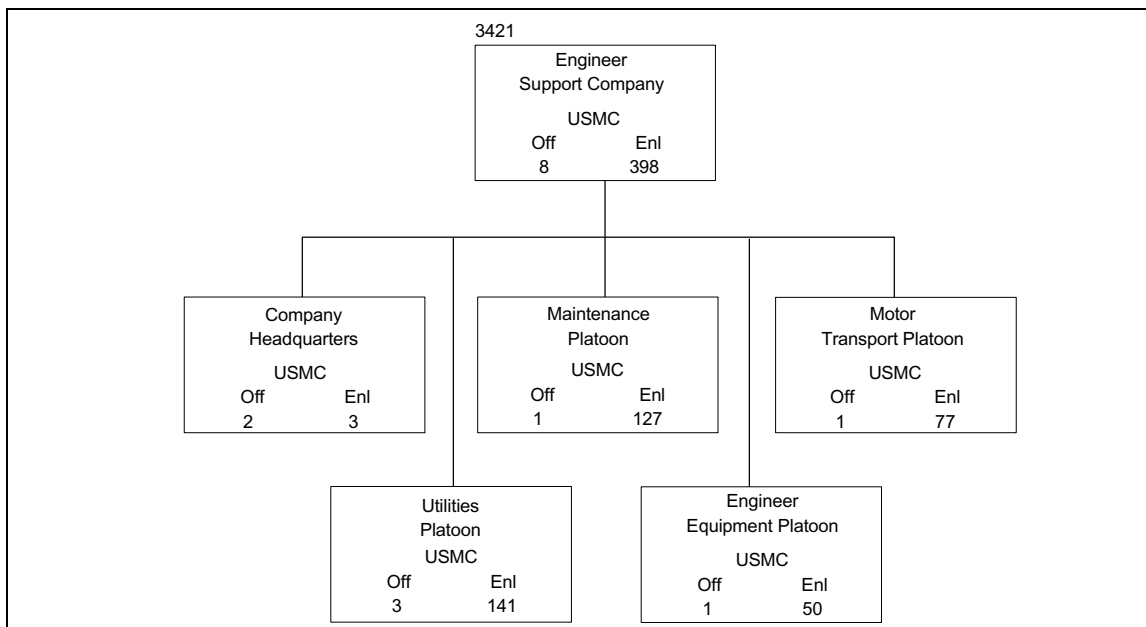 3421
Engineer
Support Company
USMC
Off Enl
8 398
Company
Headquarters
USMC
Off Enl
2 3
Maintenance
Platoon
USMC
Off Enl
1 127
Motor
Transport Platoon
USMC
Off Enl
1 77
Utilities
Platoon
USMC
Off Enl
3 141
Engineer
Equipment Platoon
USMC
Off Enl
1 50